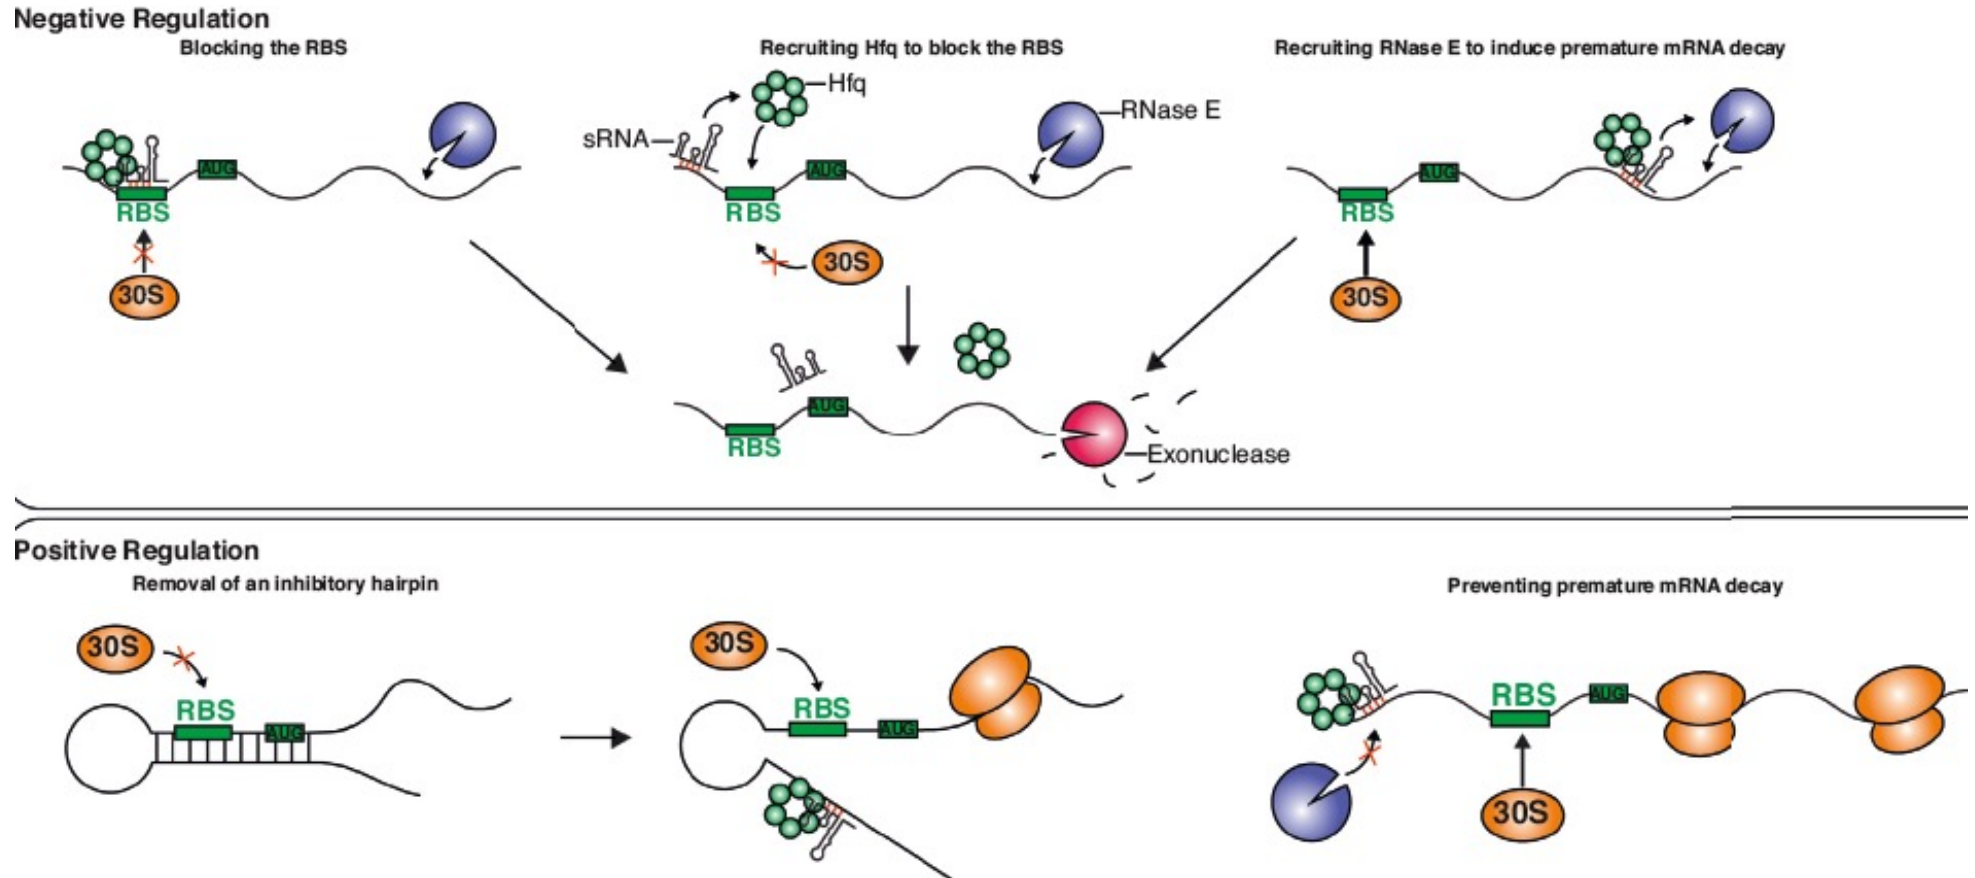 Negative Regulation
Blocking the RBS
Recruiting Hfq to block the RBS
Recruiting RNase E to induce premature mRNA decay
Hfq
RNase E
sRNA
AUG
AUG
AUG
RBS
RBS
RBS
30S
30S
30S
AUG
RBS
Exonuclease
Positive Regulation
Removal of an inhibitory hairpin
Preventing premature mRNA decay
30S
30S
RBS
RBS
RBS
AUG
AUG
AUG
30S